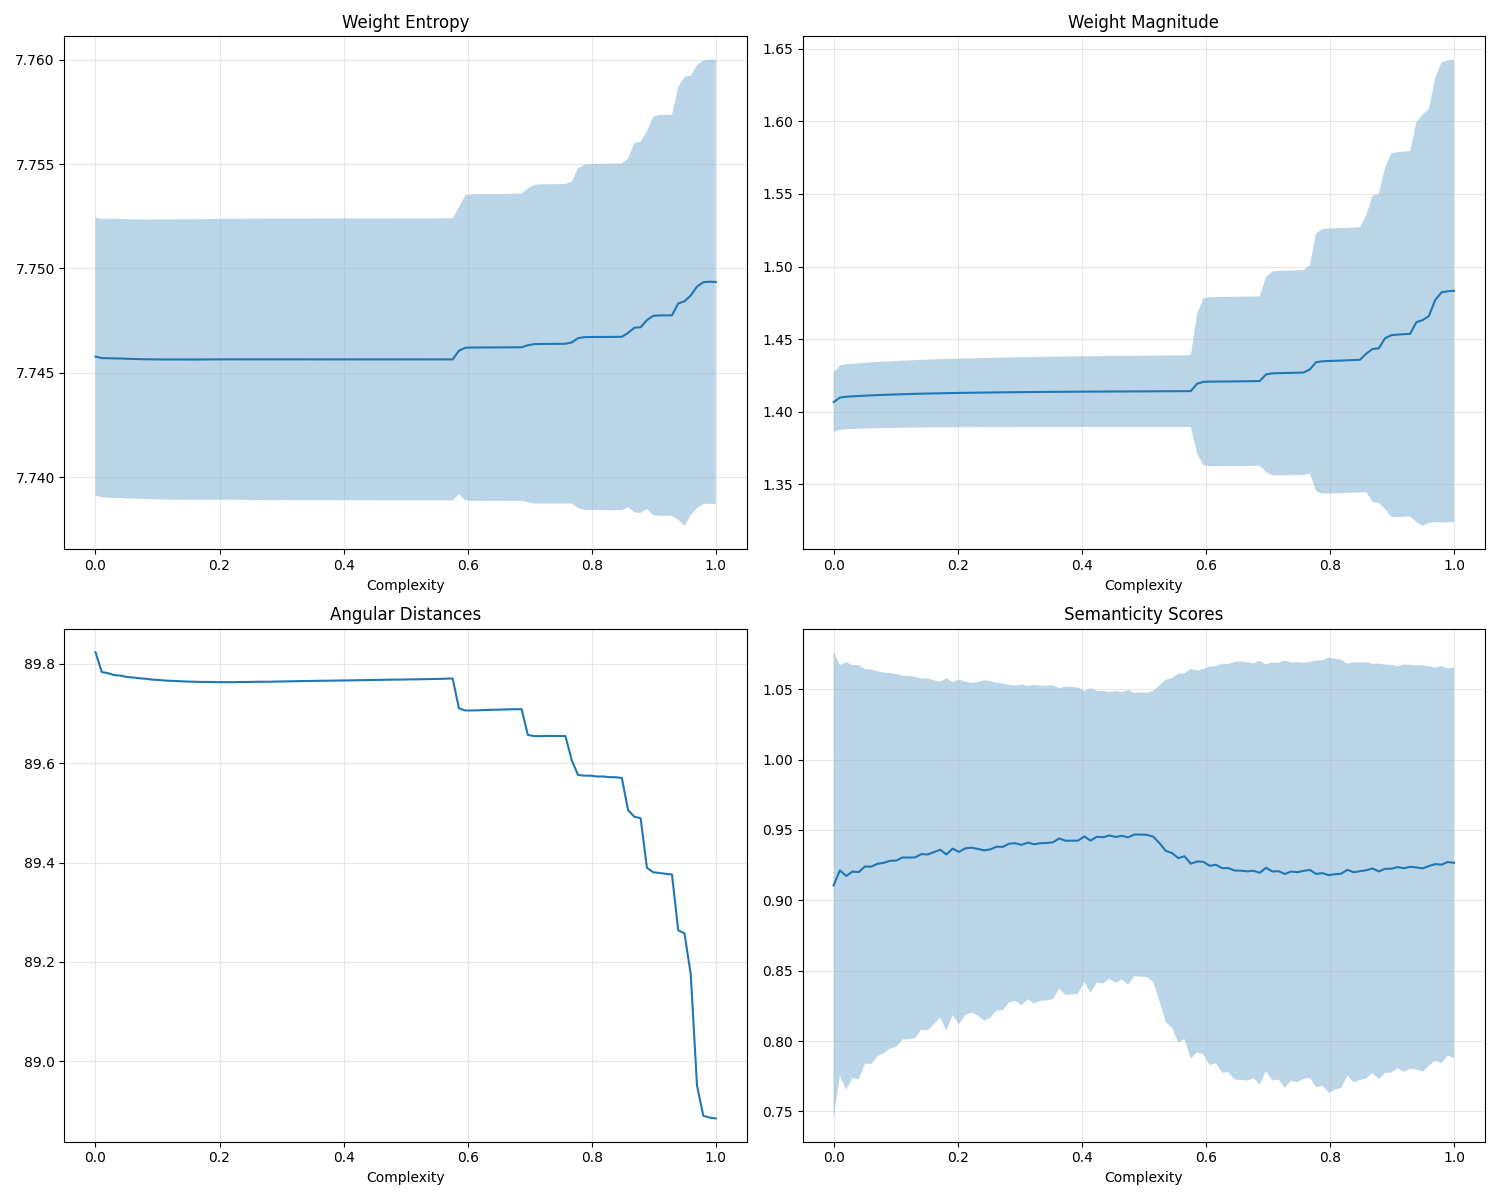 Weight Entropy
7.760
7.755
7.750
7.745
7.740
0.0 0.2 0.4 0.6 0.8 1.0
Complexity
Weight Magnitude
1.65
1.60
1.55
1.50
1.45
1.40
1.35
0.0 0.2 0.4 0.6 0.8 1.0
Complexity
Angular Distances
89.8
89.6
89.4
89.2
89.0
0.0 0.2 0.4 0.6 0.8 1.0
Complexity
Semanticity Scores
1.05
1.00
0.95
0.90
0.85
0.80
0.75
0.0 0.2 0.4 0.6 0.8 1.0
Complexity